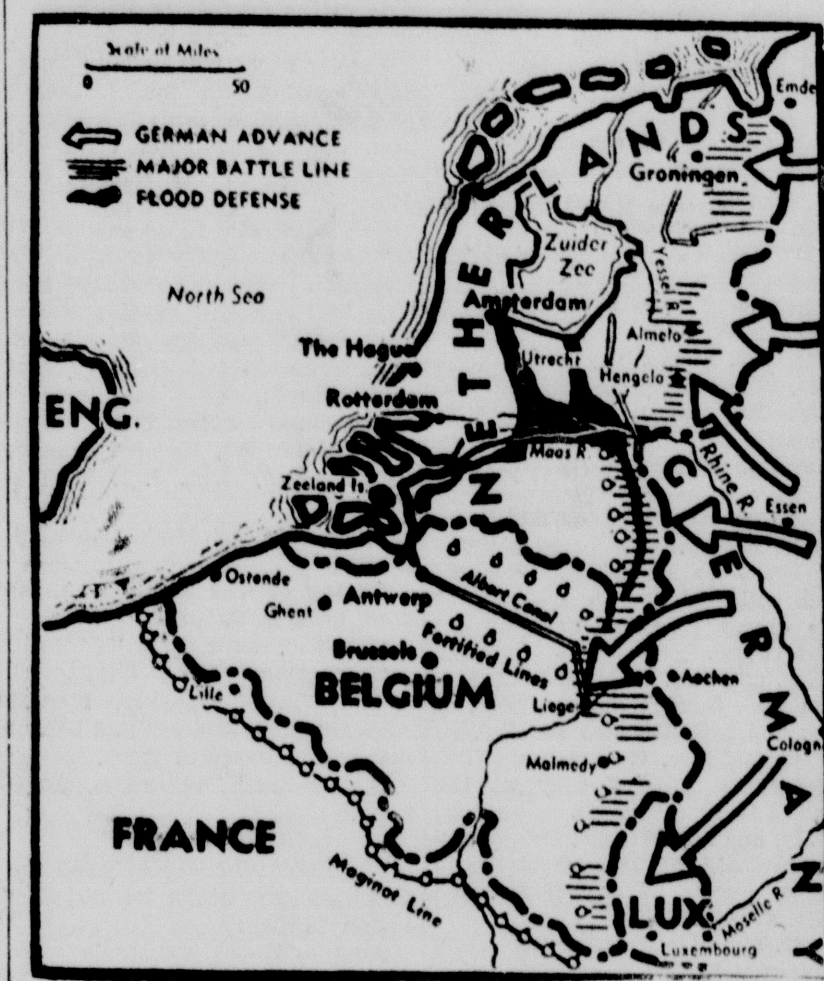 Scale of Miles
0 50
GERMAN ADVANCE
MAJOR BATTLE LINE
FLOOD DEFENSE
North Sea
ENG.
NETHERLANDS
Emde
Groningen
Zuider
Zee
Yessel R.
Amsterdam
Almelo
The Hague
Utrecht
Hengelo
Rotterdam
Maas R.
Rhine R.
Zeeland Is.
Essen
GERMANY
Ostende
Albert Canal
Ghent
Antwerp
Fortified Lines
Brussels
BELGIUM
Aachen
Lille
Liege
Cologn
Malmedy
FRANCE
Maginot Line
LUX
Moselle R.
Luxembourg